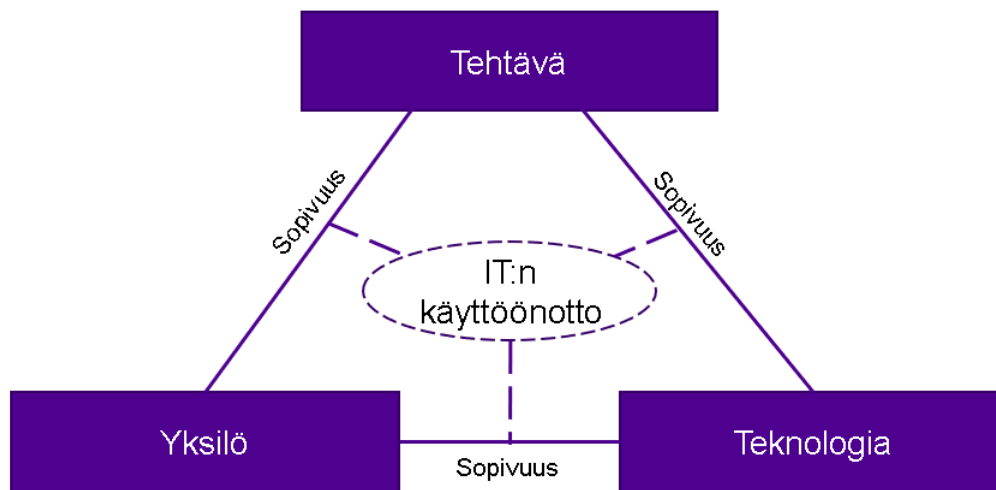 Tehtävä
Sopivuus
Sopivuus
IT:n
käyttöönotto
Yksilö
Teknologia
Sopivuus